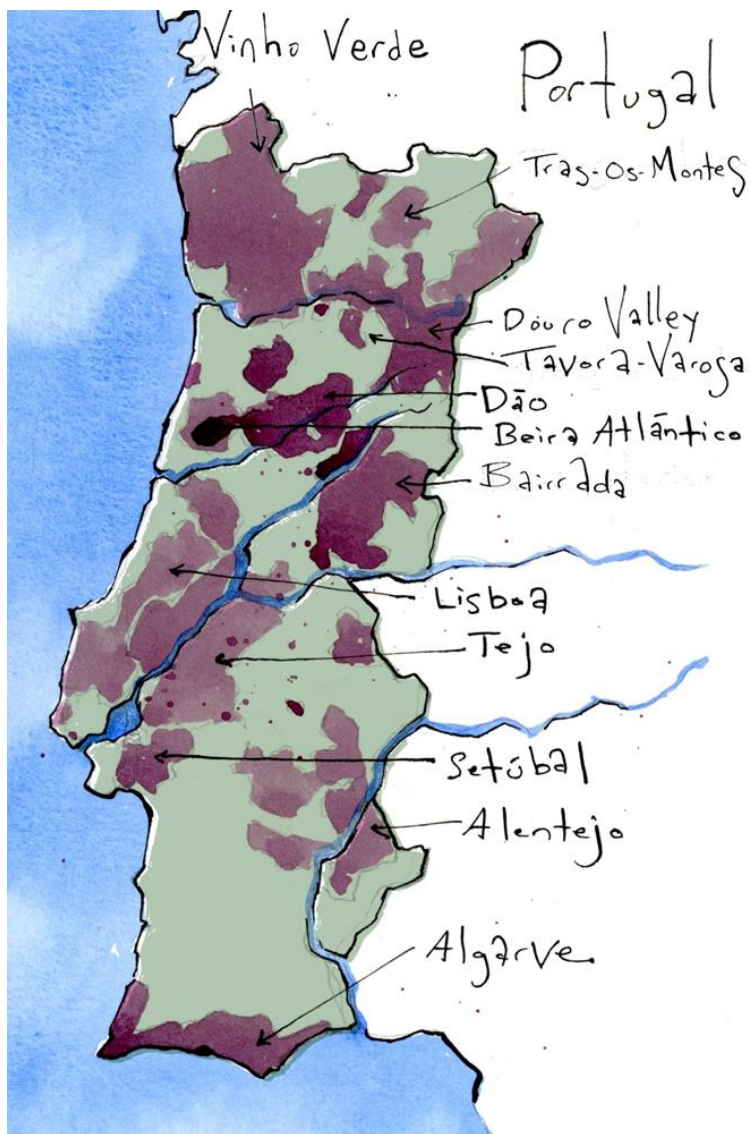 Vinho Verde
Portugal
Tras-Os-Montes
Douro Valley
Tavora-Varosa
Dão
Beira Atlântico
Bairrada
Lisboa
Tejo
Setúbal
Alentejo
Algarve